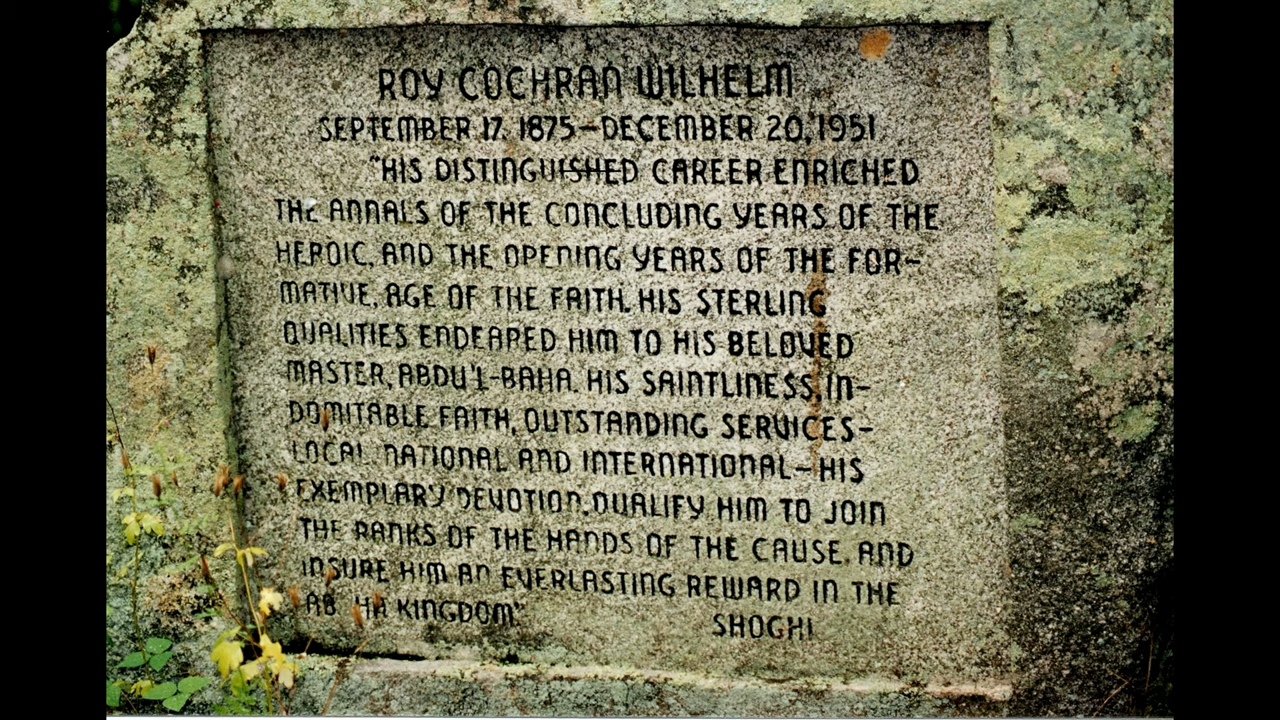 ROY COCHRAN WILHELM
SEPTEMBER 17, 1875–DECEMBER 20, 1951
"HIS DISTINGUISHED CAREER ENRICHED
THE ANNALS OF THE CONCLUDING YEARS OF THE
HEROIC, AND THE OPENING YEARS OF THE FOR–
MATIVE, AGE OF THE FAITH. HIS STERLING
QUALITIES ENDEARED HIM TO HIS BELOVED
MASTER, ABDU'L-BAHA. HIS SAINTLINESS, IN–
DOMITABLE FAITH, OUTSTANDING SERVICES–
LOCAL, NATIONAL AND INTERNATIONAL–HIS
EXEMPLARY DEVOTION, QUALIFY HIM TO JOIN
THE RANKS OF THE HANDS OF THE CAUSE, AND
INSURE HIM AN EVERLASTING REWARD IN THE
KINGDOM".
SHOGHI